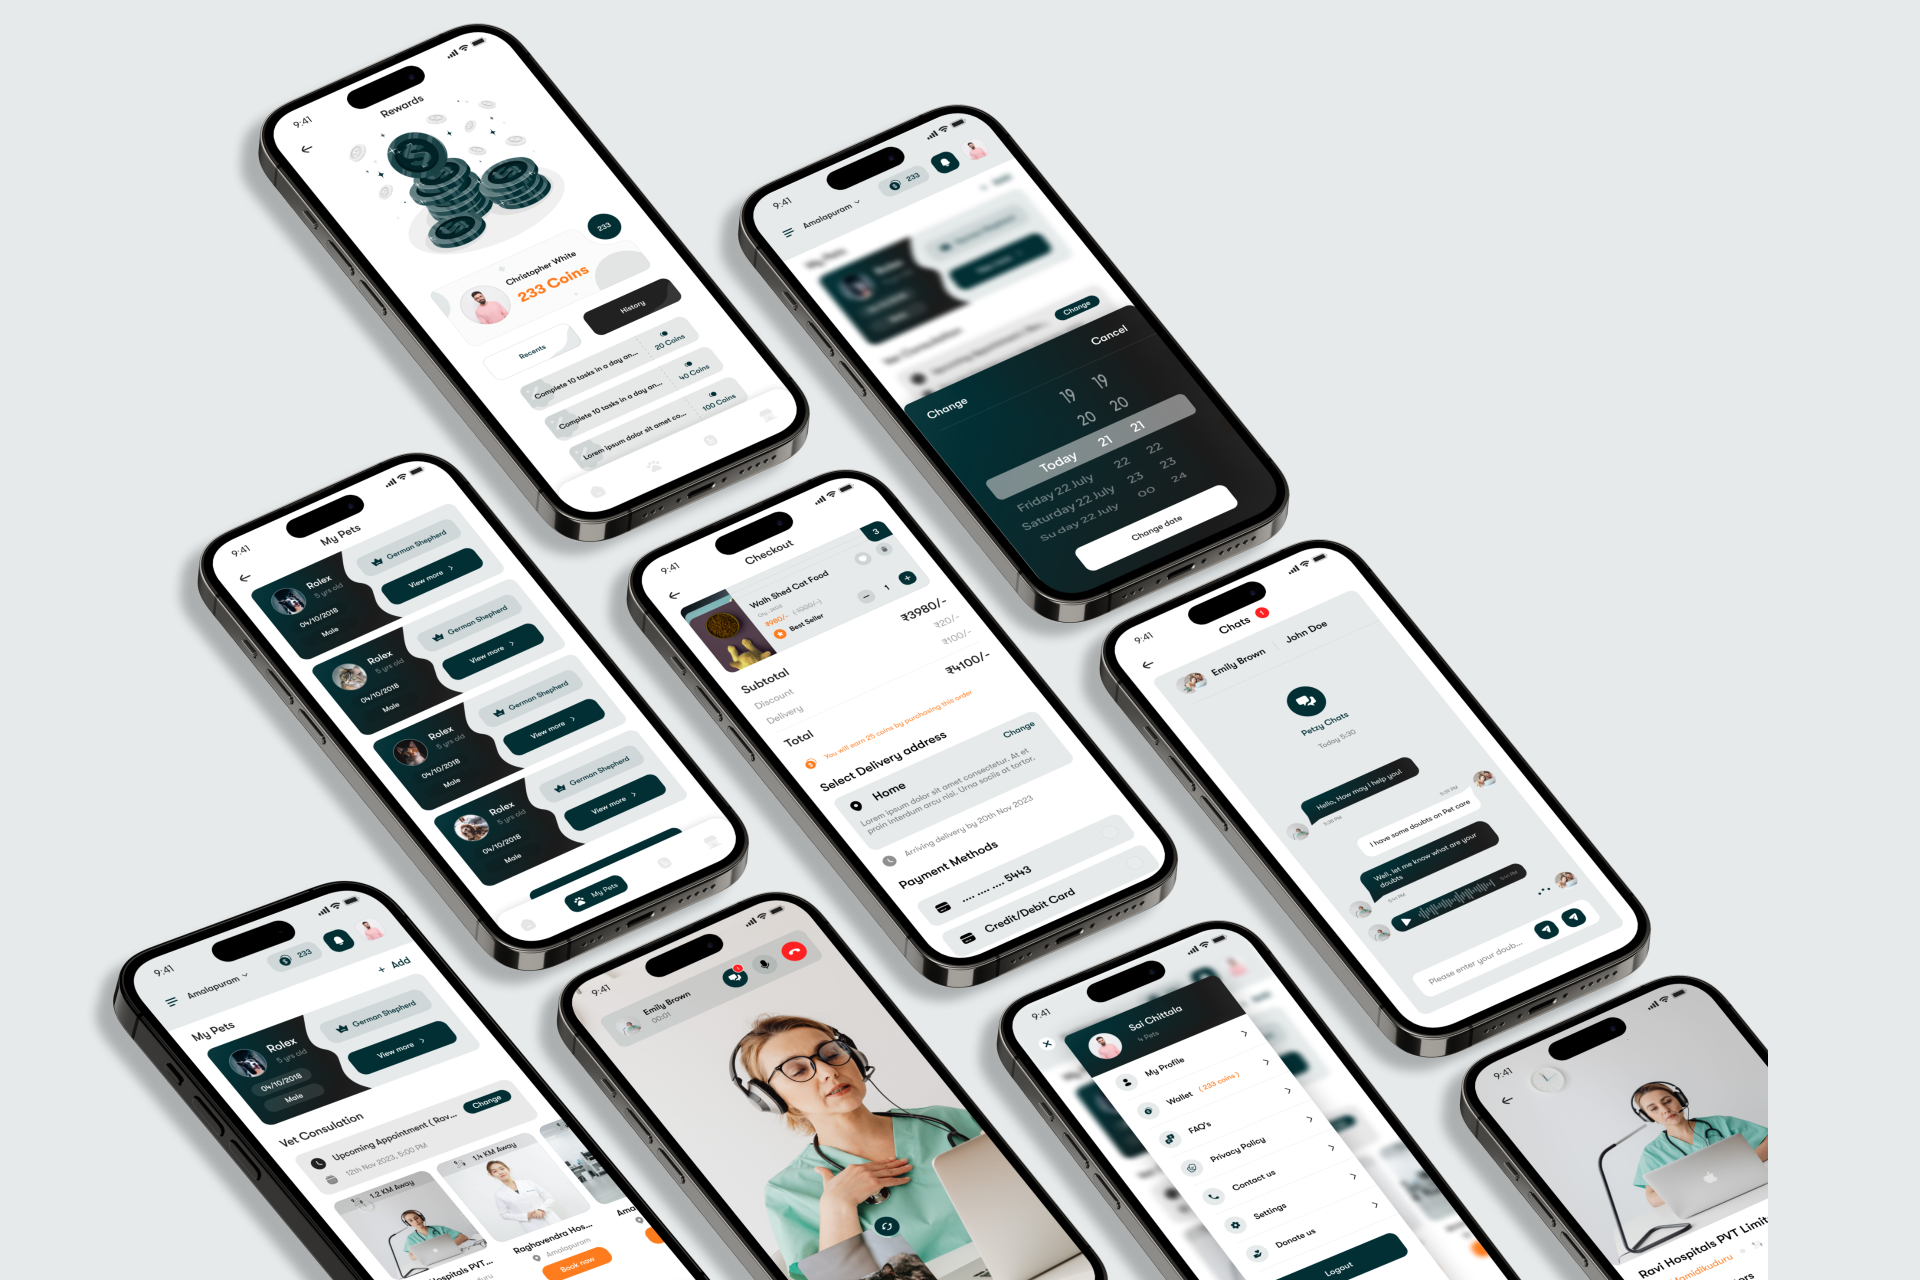 9:41
Rewards
233
Christopher White
233 Coins
Recents
History
Complete 10 tasks in a day an...
20 Coins
Complete 10 tasks in a day an...
40 Coins
Lorem ipsum dolor sit amet co...
100 Coins
9:41
Amalapuram
233
Change
Change
Cancel
19 19
20 20
Today 21 21
Friday 22 July 22 22
Saturday 22 July 23 23
Su day 22 July 00 24
Change date
9:41
My Pets
Rolex
5 yrs old
04/10/2018
Male
German Shepherd
View more
Rolex
5 yrs old
04/10/2018
Male
German Shepherd
View more
Rolex
5 yrs old
04/10/2018
Male
German Shepherd
View more
Rolex
5 yrs old
04/10/2018
Male
German Shepherd
View more
My Pets
9:41
Checkout
3
Walh Shed Cat Food
₹980/- (1000/-)
Best Seller
1
Subtotal
₹3980/-
Discount
₹20/-
Delivery
₹100/-
Total
₹4100/-
You will earn 25 coins by purchasing this order
Select Delivery address
Change
Home
Lorem ipsum dolor sit amet consectetur. At et
proin interdum arcu nisl. Urna sociis at tortor.
Arriving delivery by 20th Nov 2023
Payment Methods
.... .... .... 5443
Credit/Debit Card
9:41
Chats
1
Emily Brown
John Doe
Petzy Chats
Today 5:30
Hello, How may I help you!
I have some doubts on Pet care
Well, let me know what are your
doubts
Please enter your doub...
9:41
Amalapuram
233
+ Add
My Pets
Rolex
5 yrs old
04/10/2018
Male
German Shepherd
View more
Vet Consulation
Upcoming Appointment ( Rav...
Change
12th Nov 2023, 5:00 PM
1.2 KM Away
1.4 KM Away
Hospitals PVT...
Raghavendra Hos...
Amalapuram
Book now
Ama
9:41
Emily Brown
00:01
1
9:41
Sai Chittala
4 Pets
My Profile
Wallet (233 coins)
FAQ's
Privacy Policy
Contact us
Settings
Donate us
Logout
9:41
Ravi Hospitals PVT Limit
Mamidikuduru